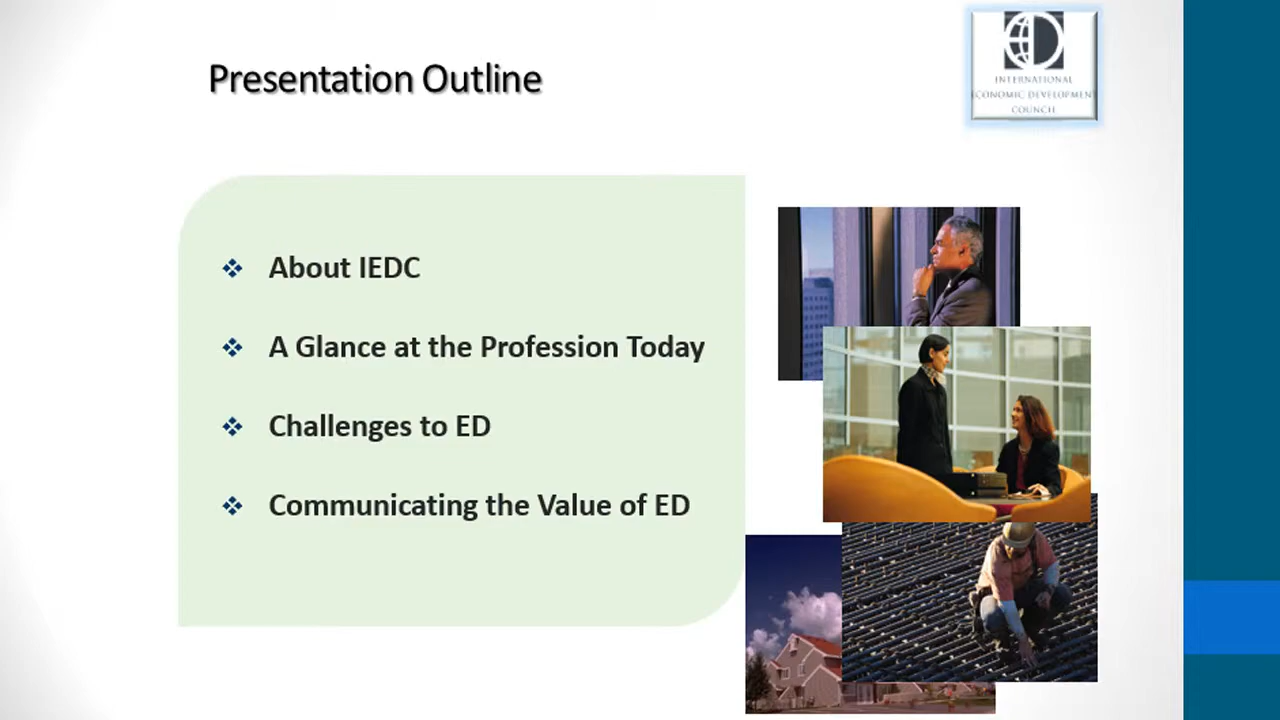 Presentation Outline
INTERNATIONAL
ECONOMIC DEVELOPMENT
COUNCIL
About IEDC
A Glance at the Profession Today
Challenges to ED
Communicating the Value of ED